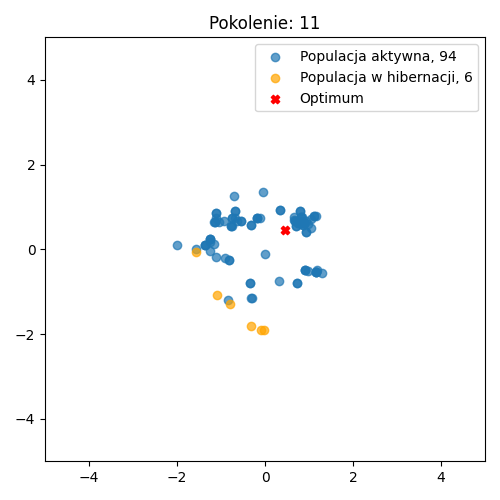 Pokolenie: 11
Populacja aktywna, 94
Populacja w hibernacji, 6
Optimum
4
2
0
−2
−4
−4
−2
0
2
4